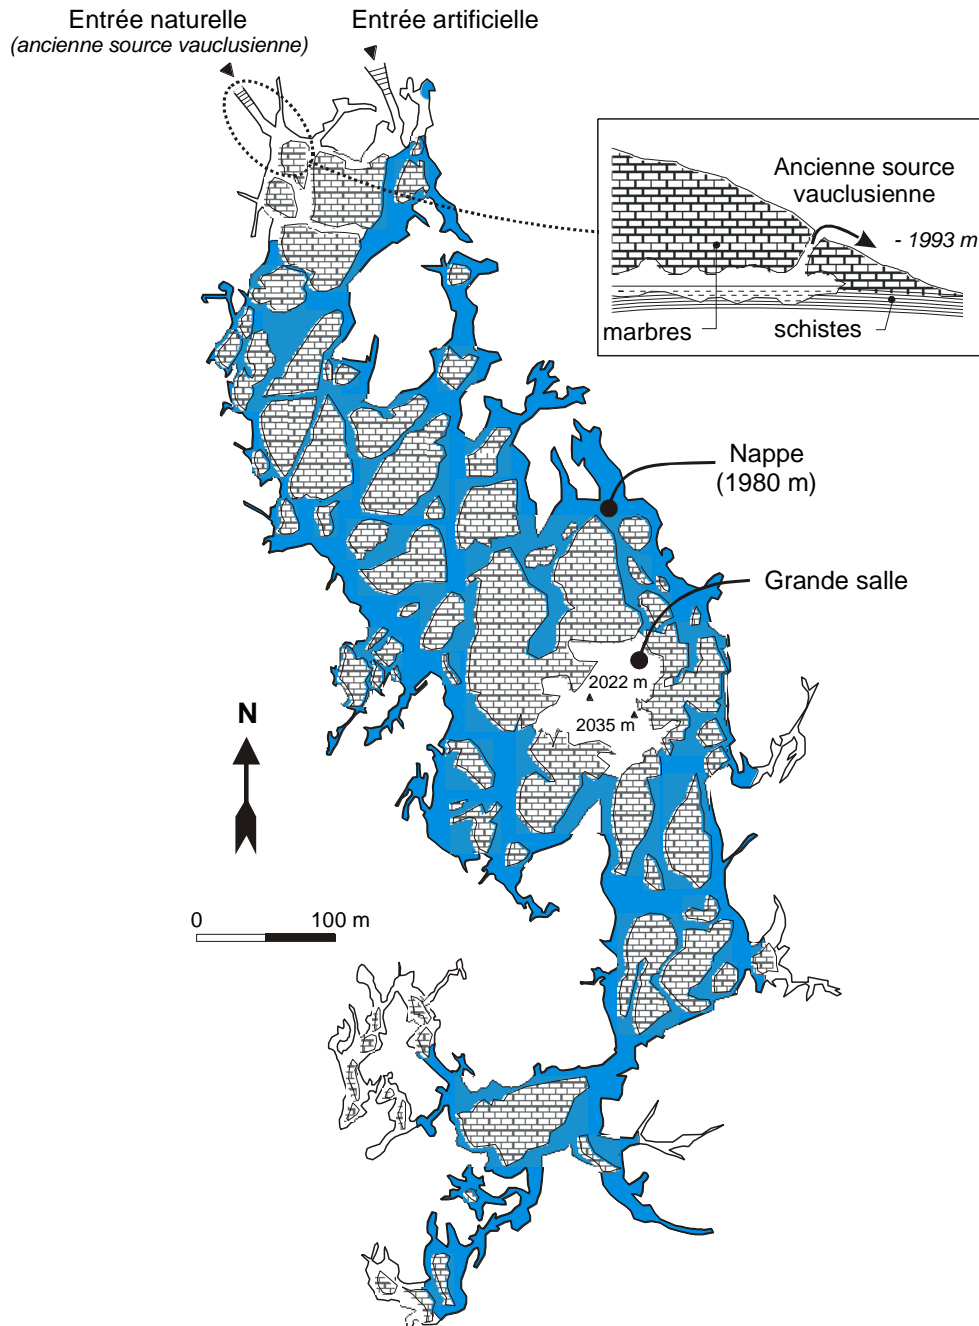 Entrée naturelle
(ancienne source vauclusienne)
Entrée artificielle
Ancienne source
vauclusienne
- 1993 m
marbres
schistes
Nappe
(1980 m)
Grande salle
2022 m
2035 m
N
0 100 m